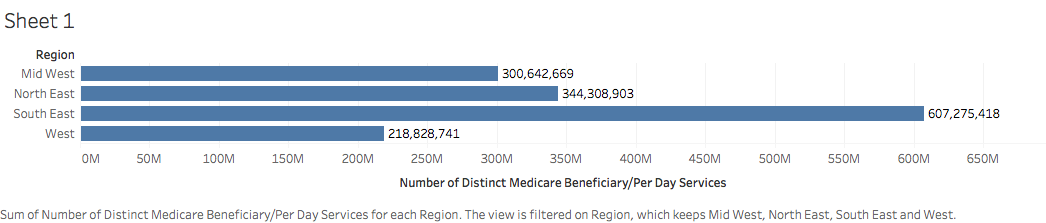 Sheet 1
Region
Mid West 300,642,669
North East 344,308,903
South East 607,275,418
West 218,828,741
0M 50M 100M 150M 200M 250M 300M 350M 400M 450M 500M 550M 600M 650M
Number of Distinct Medicare Beneficiary/Per Day Services
Sum of Number of Distinct Medicare Beneficiary/Per Day Services for each Region. The view is filtered on Region, which keeps Mid West, North East, South East and West.